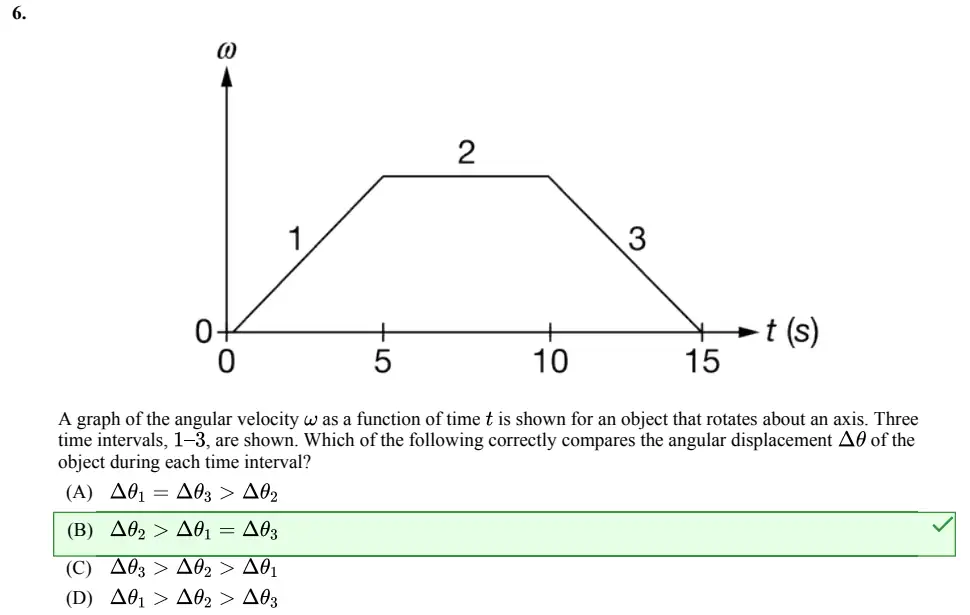 6.
ω
2
1
3
0
t (s)
0 5 10 15
A graph of the angular velocity ω as a function of time t is shown for an object that rotates about an axis. Three
time intervals, 1–3, are shown. Which of the following correctly compares the angular displacement Δθ of the
object during each time interval?
(A) Δθ₁ = Δθ₃ > Δθ₂
(B) Δθ₂ > Δθ₁ = Δθ₃
(C) Δθ₃ > Δθ₂ > Δθ₁
(D) Δθ₁ > Δθ₂ > Δθ₃